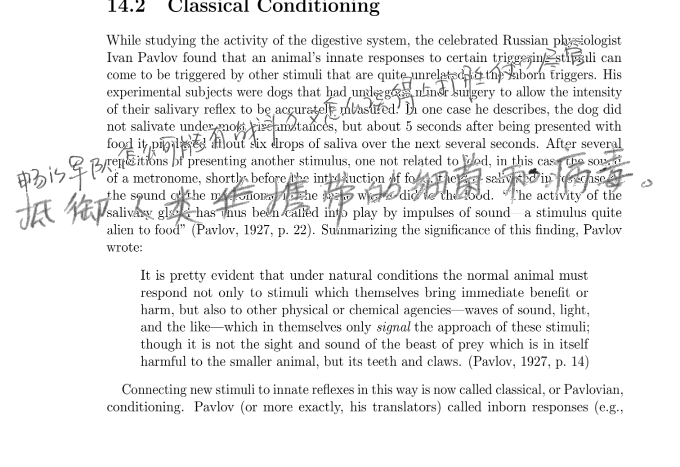 14.2 Classical Conditioning
While studying the activity of the digestive system, the celebrated Russian physiologist
Ivan Pavlov found that an animal's innate responses to certain triggering stimuli can
come to be triggered by other stimuli that are quite unrelated to the inborn triggers. His
experimental subjects were dogs that had undergone minor surgery to allow the intensity
of their salivary reflex to be accurately measured. In one case he describes, the dog did
not salivate under most circumstances, but about 5 seconds after being presented with
food it produced about six drops of saliva over the next several seconds. After several
repetitions of presenting another stimulus, one not related to food, in this case the sound
of a metronome, shortly before the introduction of food, the dog salivated in response to
the sound of the metronome in the same way it did to the food. "The activity of the
salivary gland has thus been called into play by impulses of sound—a stimulus quite
alien to food" (Pavlov, 1927, p. 22). Summarizing the significance of this finding, Pavlov
wrote:
It is pretty evident that under natural conditions the normal animal must
respond not only to stimuli which themselves bring immediate benefit or
harm, but also to other physical or chemical agencies—waves of sound, light,
and the like—which in themselves only signal the approach of these stimuli;
though it is not the sight and sound of the beast of prey which is in itself
harmful to the smaller animal, but its teeth and claws. (Pavlov, 1927, p. 14)
Connecting new stimuli to innate reflexes in this way is now called classical, or Pavlovian,
conditioning. Pavlov (or more exactly, his translators) called inborn responses (e.g.,
抵御 携带的细菌和病毒。